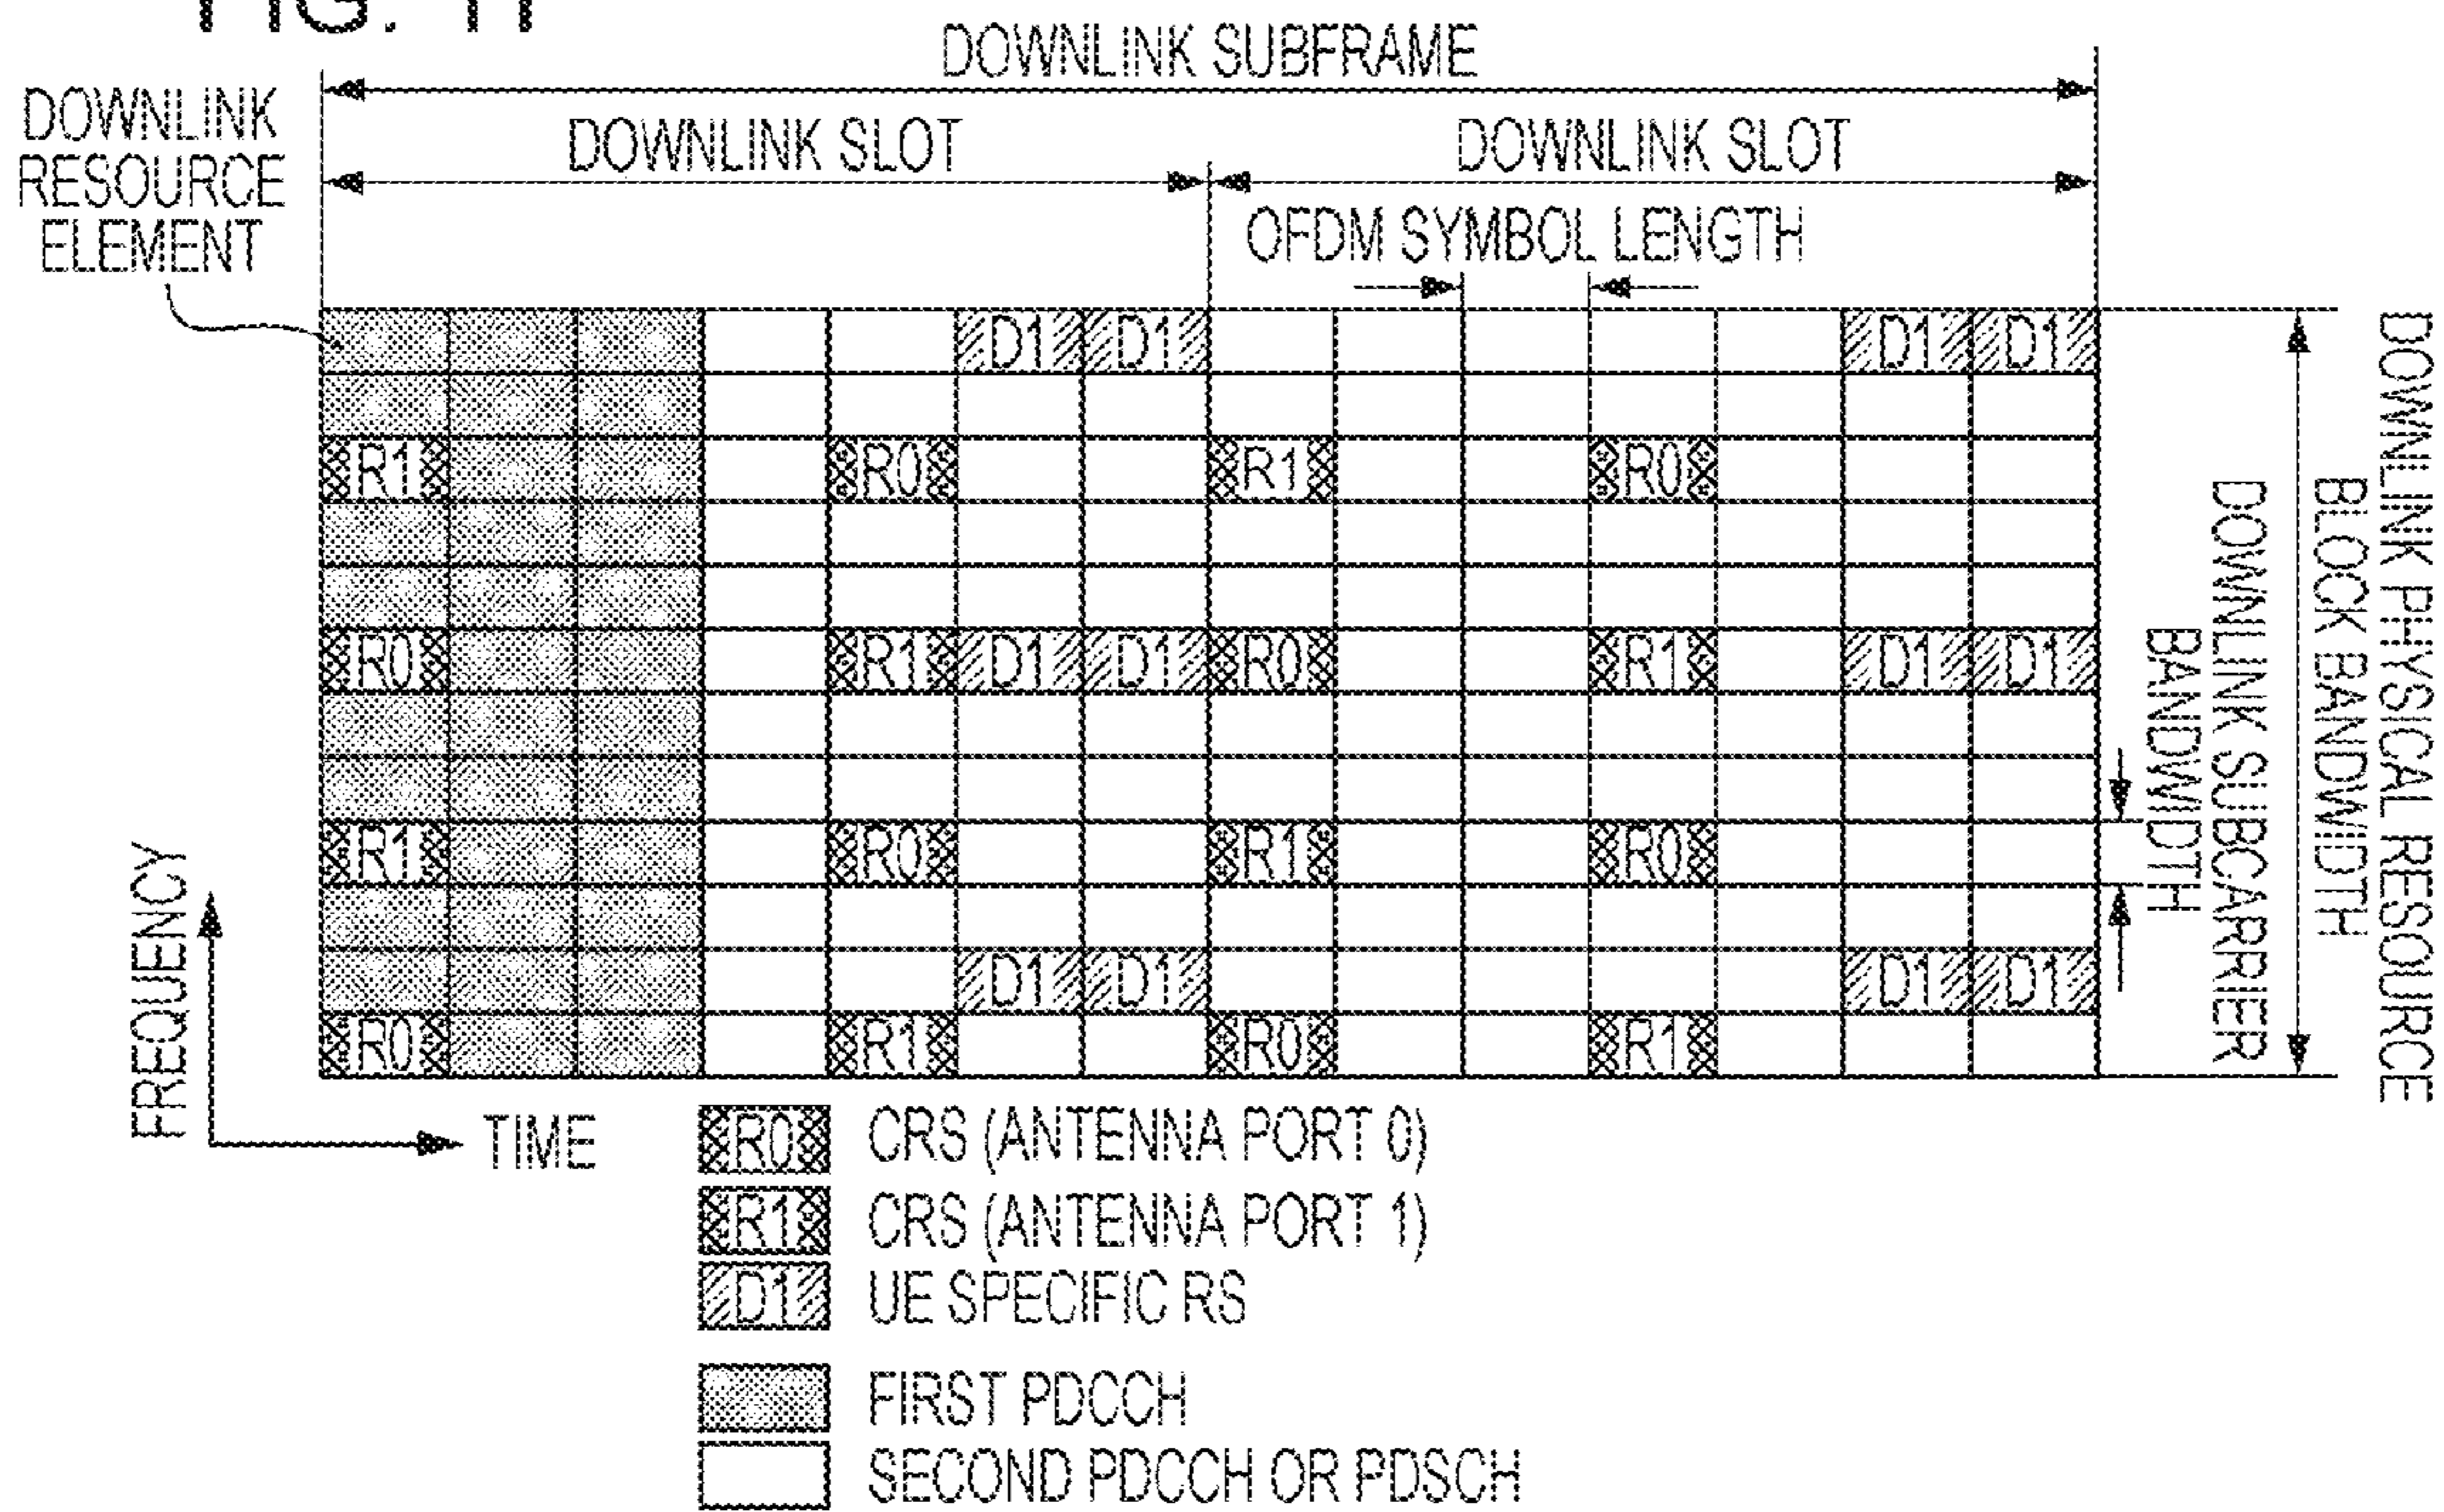 FIG. 11
DOWNLINK SUBFRAME
DOWNLINK
RESOURCE
ELEMENT
DOWNLINK SLOT
DOWNLINK SLOT
OFDM SYMBOL LENGTH
D1 D1 D1 D1
R1 R0 R1 R0
R0 R1 D1 D1 R0 R1 D1 D1
R1 R0 R1 R0
D1 D1 D1 D1
R0 R1 R0 R1
DOWNLINK PHYSICAL RESOURCE
BLOCK BANDWIDTH
DOWNLINK SUBCARRIER
BANDWIDTH
FREQUENCY
TIME
R0 CRS (ANTENNA PORT 0)
R1 CRS (ANTENNA PORT 1)
D1 UE SPECIFIC RS
FIRST PDCCH
SECOND PDCCH OR PDSCH